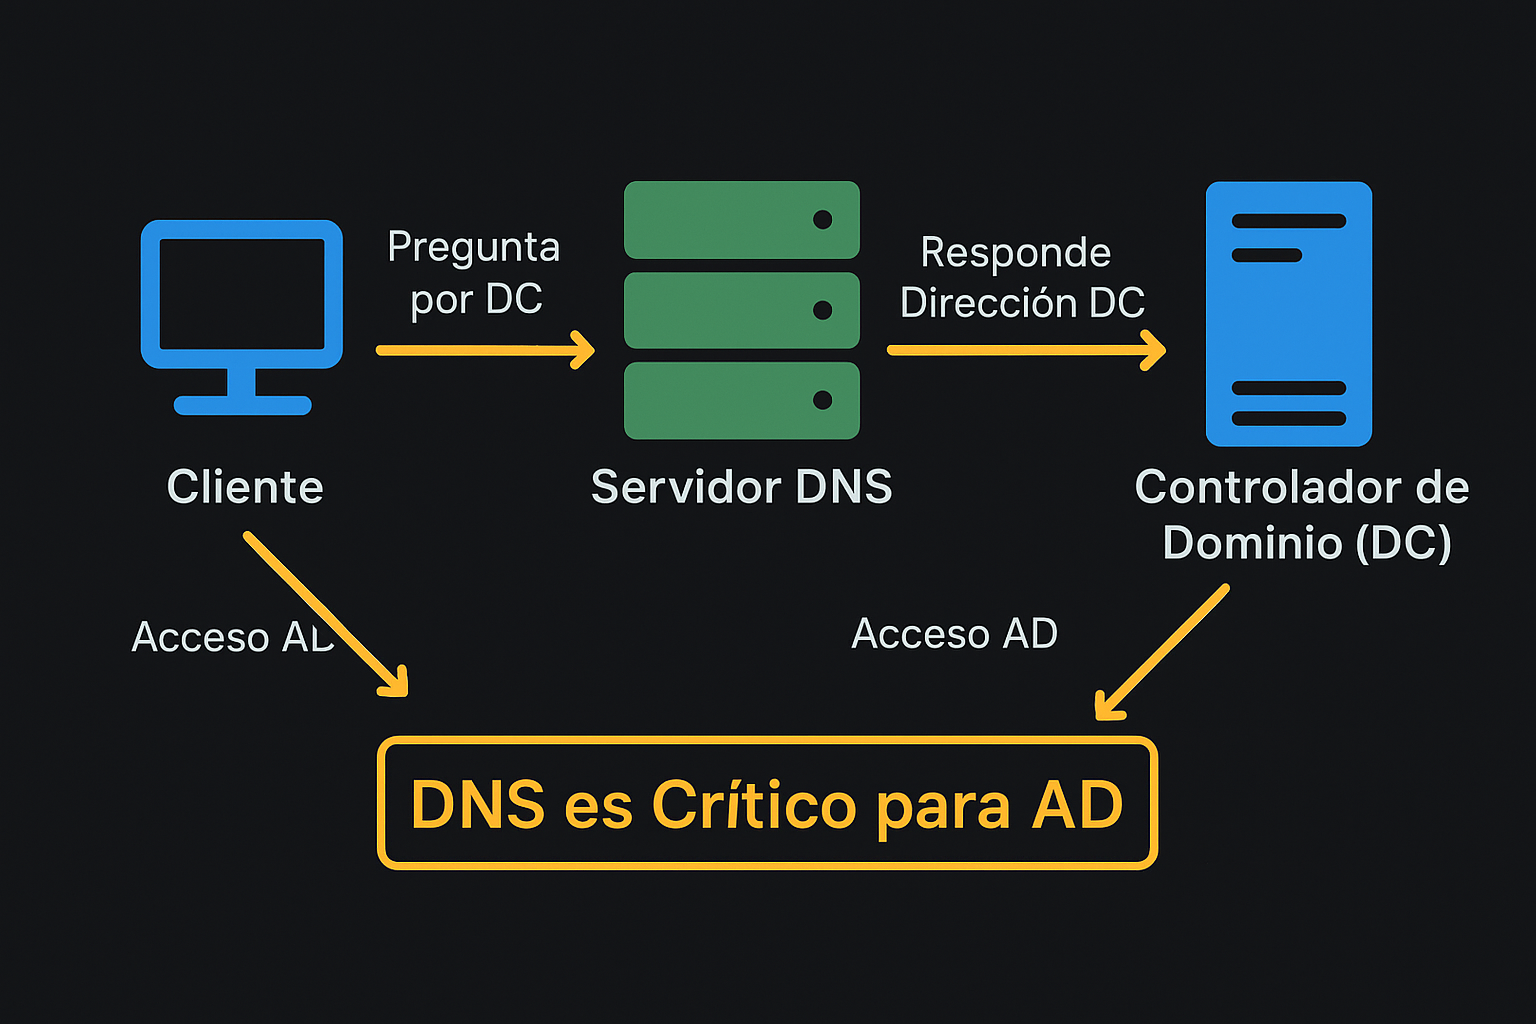 Pregunta
por DC
Responde
Dirección DC
Cliente
Servidor DNS
Controlador de
Dominio (DC)
Acceso AD
Acceso AD
DNS es Crítico para AD